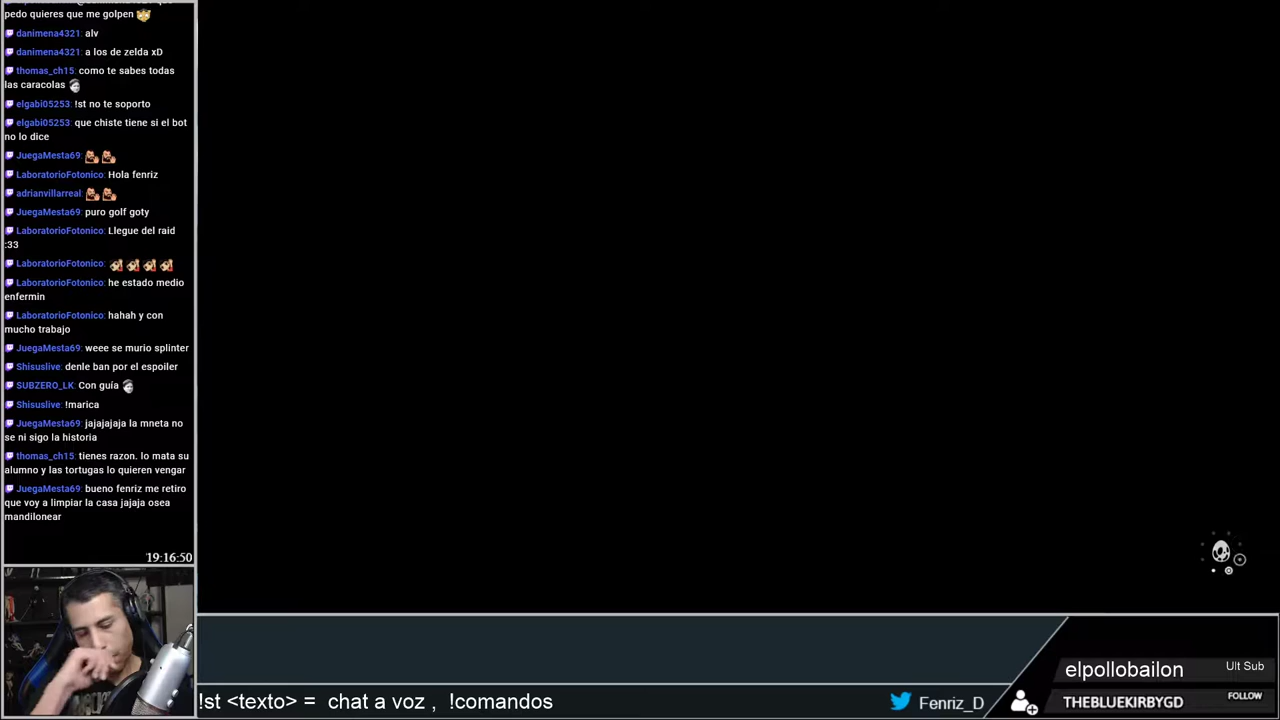 pedo quieres que me golpen
danimena4321: alv
danimena4321: a los de zelda xD
thomas_ch15: como te sabes todas
las caracolas
elgabi05253: !st no te soporto
elgabi05253: que chiste tiene si el bot
no lo dice
JuegaMesta69:
LaboratorioFotonico: Hola fenriz
adrianvillarreal:
JuegaMesta69: puro golf goty
LaboratorioFotonico: Llegue del raid
:33
LaboratorioFotonico:
LaboratorioFotonico: he estado medio
enfermin
LaboratorioFotonico: hahah y con
mucho trabajo
JuegaMesta69: weee se murio splinter
Shisuslive: denle ban por el espoiler
SUBZERO_LK: Con guía
Shisuslive: !marica
JuegaMesta69: jajajajaja la mneta no
se ni sigo la historia
thomas_ch15: tienes razon. lo mata su
alumno y las tortugas lo quieren vengar
JuegaMesta69: bueno fenriz me retiro
que voy a limpiar la casa jajaja osea
mandilonear
19:16:50
!st <texto> = chat a voz , !comandos
Fenriz_D
elpollobailon Ult Sub
THEBLUEKIRBYGD FOLLOW